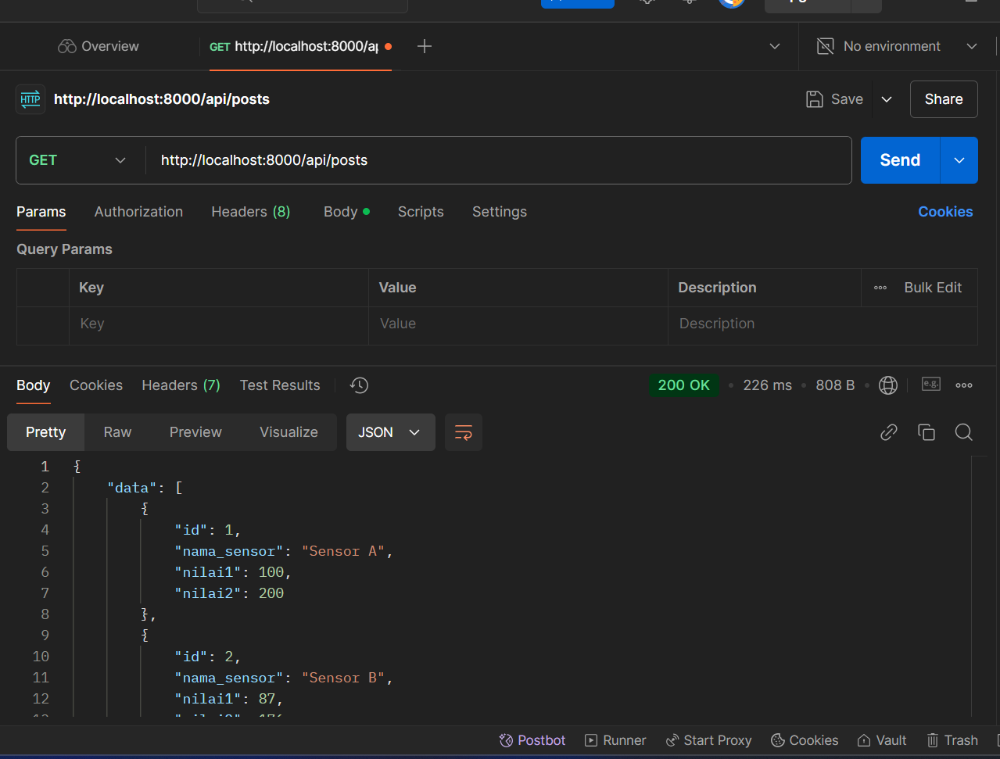 Overview
GET http://localhost:8000/ap
No environment
HTTP
http://localhost:8000/api/posts
Save
Share
GET
http://localhost:8000/api/posts
Send
Params
Authorization
Headers (8)
Body
Scripts
Settings
Cookies
Query Params
Key
Value
Description
Bulk Edit
Key
Value
Description
Body
Cookies
Headers (7)
Test Results
200 OK
226 ms
808 B
e.g.
Pretty
Raw
Preview
Visualize
JSON
1 {
2 "data": [
3 {
4 "id": 1,
5 "nama_sensor": "Sensor A",
6 "nilai1": 100,
7 "nilai2": 200
8 },
9 {
10 "id": 2,
11 "nama_sensor": "Sensor B",
12 "nilai1": 87,
Postbot
Runner
Start Proxy
Cookies
Vault
Trash